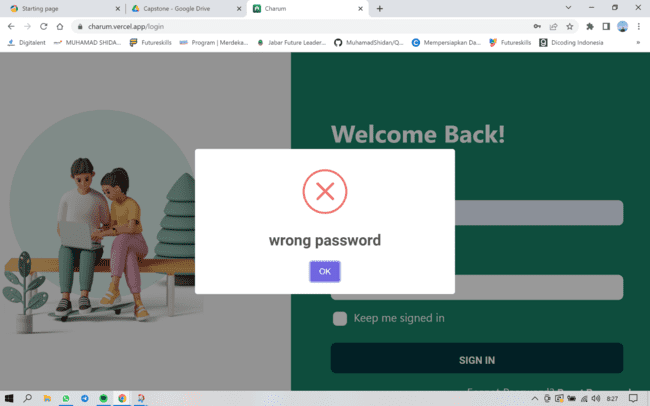 Starting page
Capstone - Google Drive
Charum
charum.vercel.app/login
Digitalent
MUHAMAD SHIDA...
Futureskills
Program | Merdeka...
Jabar Future Leader...
MuhamadShidan/Q...
Mempersiapkan Da...
Futureskills
Dicoding Indonesia
»
Welcome Back!
wrong password
OK
Keep me signed in
SIGN IN
8:27